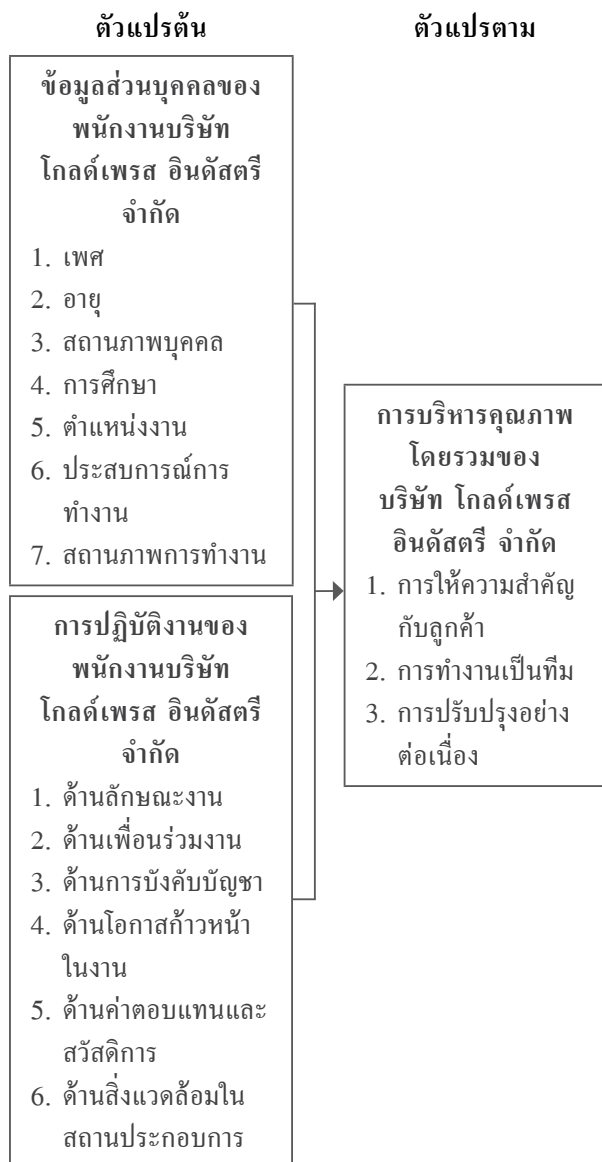 ตัวแปรต้น
ข้อมูลส่วนบุคคลของ
พนักงานบริษัท
โกลด์เพรส อินดัสตรี
จำกัด
1. เพศ
2. อายุ
3. สถานภาพบุคคล
4. การศึกษา
5. ตำแหน่งงาน
6. ประสบการณ์การ
ทำงาน
7. สถานภาพการทำงาน
การปฏิบัติงานของ
พนักงานบริษัท
โกลด์เพรส อินดัสตรี
จำกัด
1. ด้านลักษณะงาน
2. ด้านเพื่อนร่วมงาน
3. ด้านการบังคับบัญชา
4. ด้านโอกาสก้าวหน้า
ในงาน
5. ด้านค่าตอบแทนและ
สวัสดิการ
6. ด้านสิ่งแวดล้อมใน
สถานประกอบการ
ตัวแปรตาม
การบริหารคุณภาพ
โดยรวมของ
บริษัท โกลด์เพรส
อินดัสตรี จำกัด
1. การให้ความสำคัญ
กับลูกค้า
2. การทำงานเป็นทีม
3. การปรับปรุงอย่าง
ต่อเนื่อง